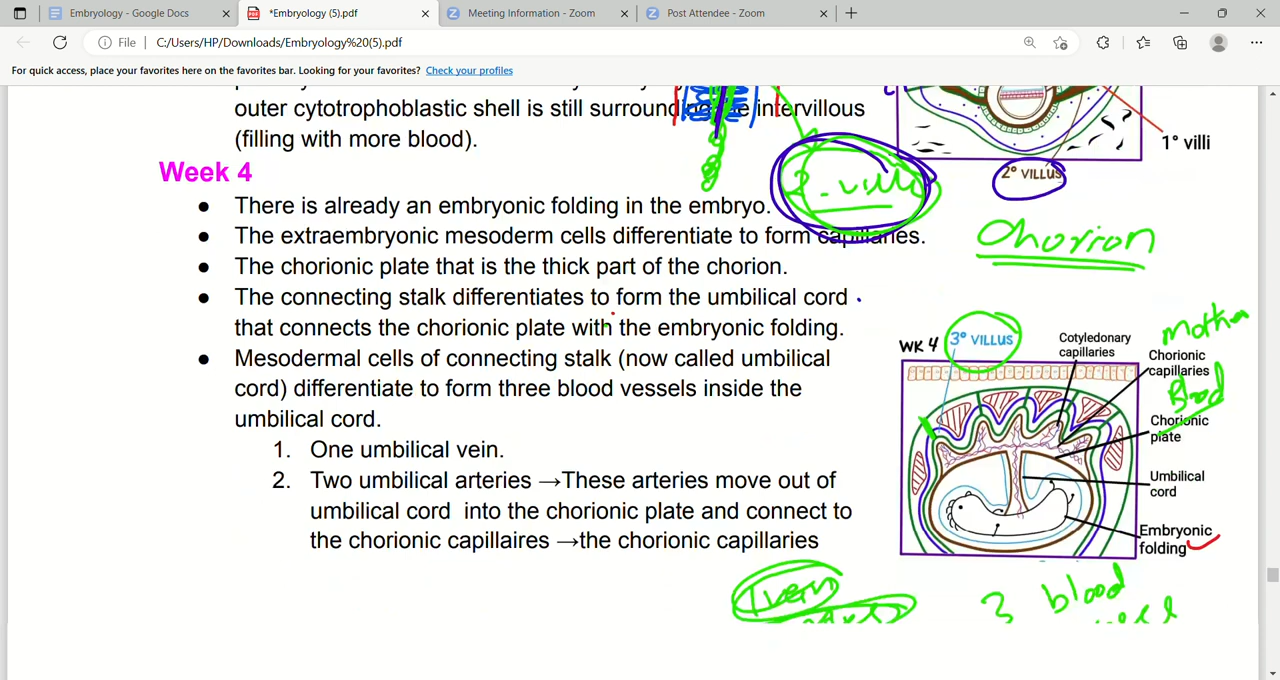 Embryology - Google Docs
*Embryology (5).pdf
Meeting Information - Zoom
Post Attendee - Zoom
File
C:/Users/HP/Downloads/Embryology%20(5).pdf
For quick access, place your favorites here on the favorites bar. Looking for your favorites? Check your profiles
outer cytotrophoblastic shell is still surrounding the intervillous
(filling with more blood).
1° villi
2° VILLUS
2. villi
Week 4
● There is already an embryonic folding in the embryo.
● The extraembryonic mesoderm cells differentiate to form capillaries.
Chorion
● The chorionic plate that is the thick part of the chorion.
● The connecting stalk differentiates to form the umbilical cord
that connects the chorionic plate with the embryonic folding.
● Mesodermal cells of connecting stalk (now called umbilical
cord) differentiate to form three blood vessels inside the
umbilical cord.
1. One umbilical vein.
2. Two umbilical arteries →These arteries move out of
umbilical cord into the chorionic plate and connect to
the chorionic capillaires →the chorionic capillaries
WK 4
3° VILLUS
Cotyledonary
capillaries
Mother
Blood
Chorionic
capillaries
Chorionic
plate
Umbilical
cord
Embryonic
folding
1 vein
3 blood